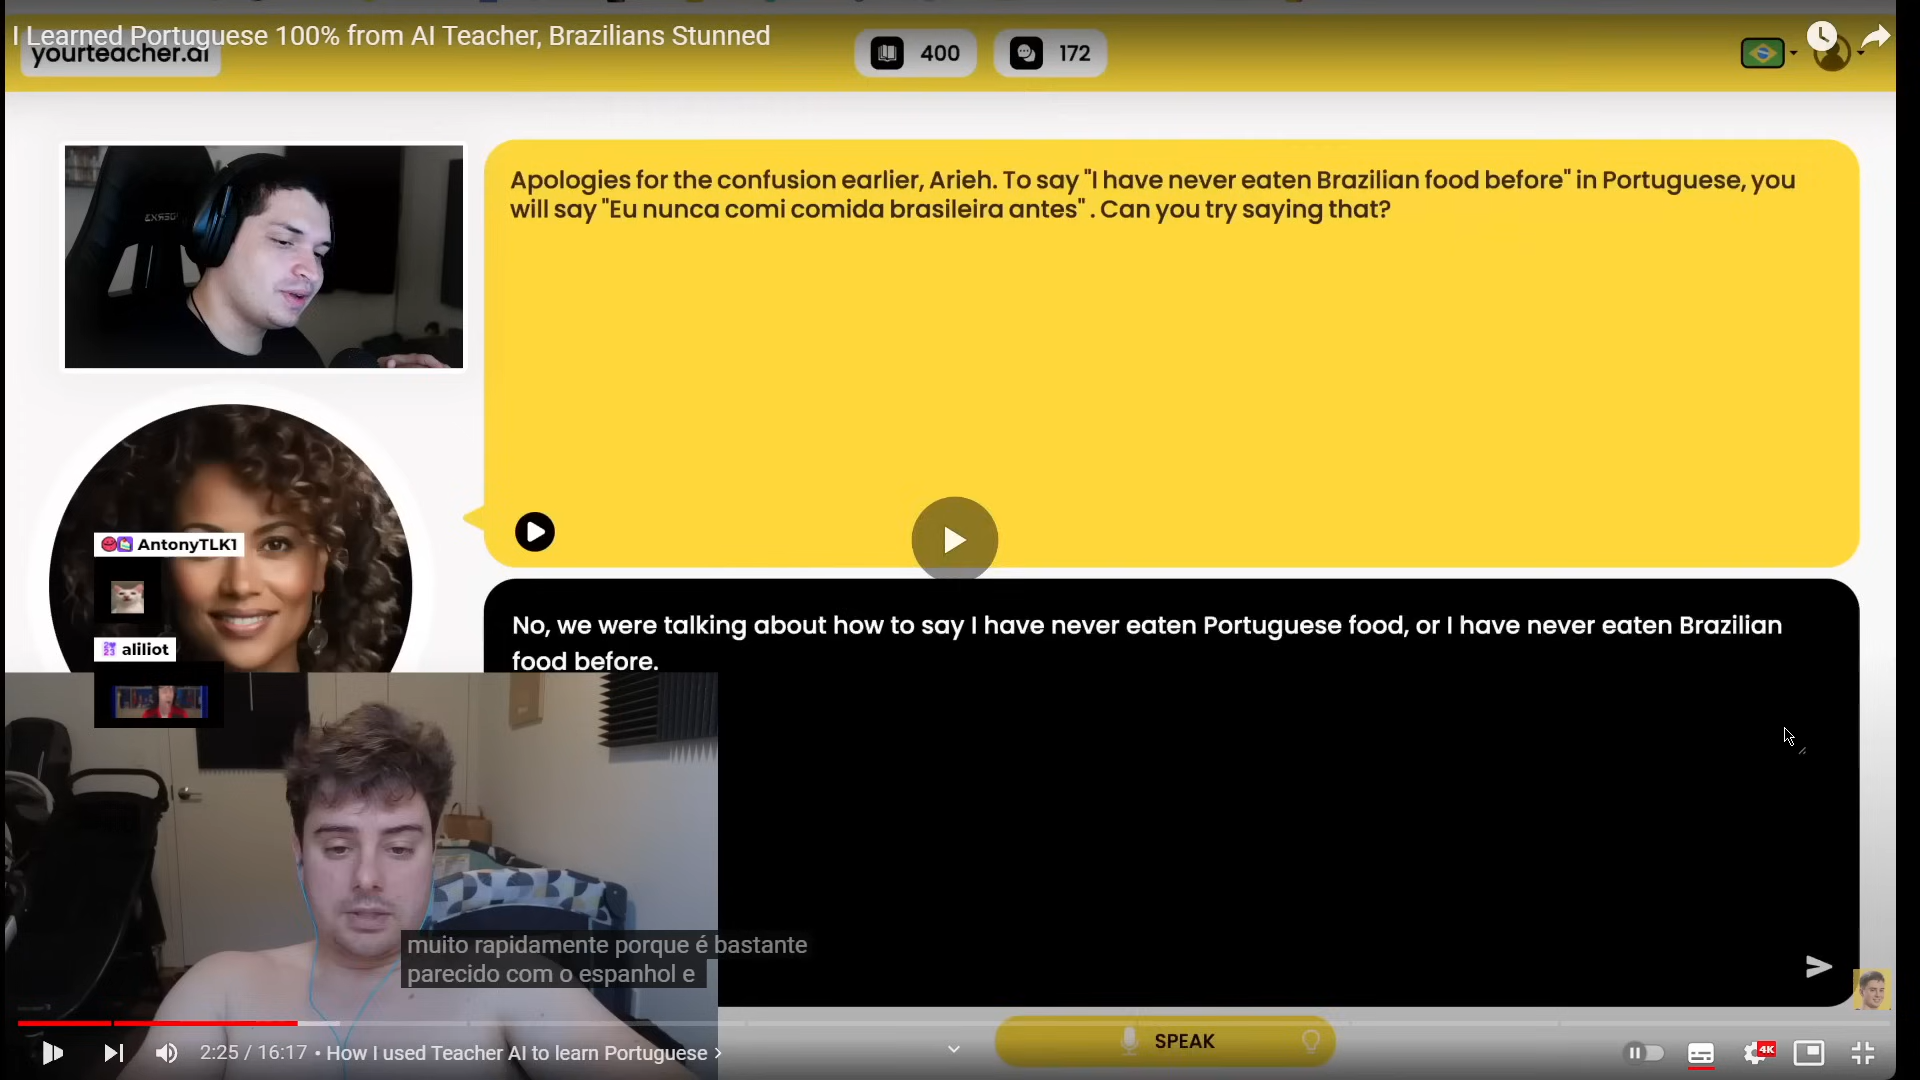 I Learned Portuguese 100% from AI Teacher, Brazilians Stunned
yourteacher.ai
400
172
Apologies for the confusion earlier, Arieh. To say "I have never eaten Brazilian food before" in Portuguese, you
will say "Eu nunca comi comida brasileira antes" . Can you try saying that?
AntonyTLK1
aliliot
No, we were talking about how to say I have never eaten Portuguese food, or I have never eaten Brazilian
food before.
muito rapidamente porque é bastante
parecido com o espanhol e
SPEAK
2:25 / 16:17 • How I used Teacher AI to learn Portuguese
4K